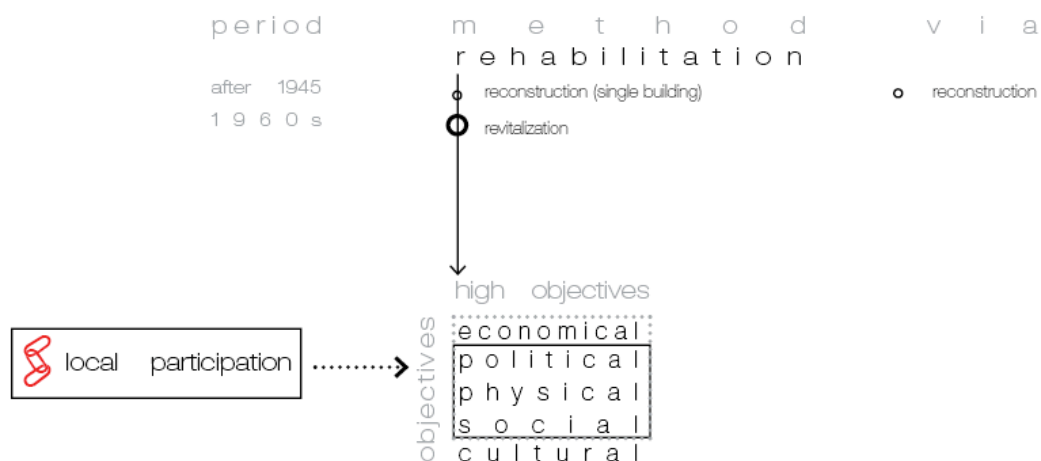 period method via
rehabilitation
after 1945 reconstruction (single building) reconstruction
1960s revitalization
high objectives
objectives
economical
political
local participation
physical
social
cultural